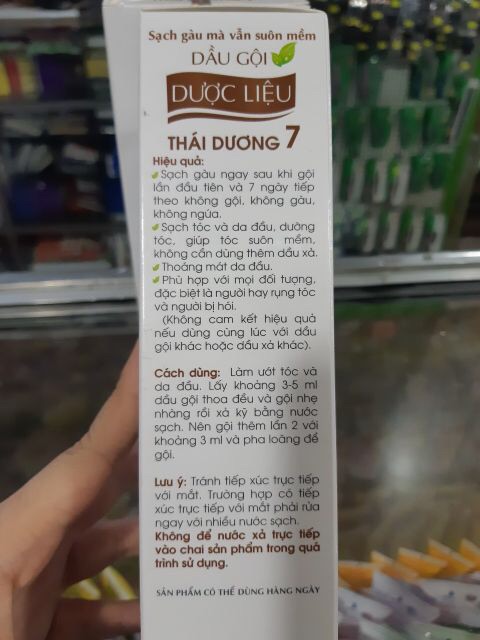 Sạch gàu mà vẫn suôn mềm
DẦU GỘI
DƯỢC LIỆU
THÁI DƯƠNG 7
Hiệu quả:
Sạch gàu ngay sau khi gội
lần đầu tiên và 7 ngày tiếp
theo không gội, không gàu,
không ngứa.
Sạch tóc và da đầu, dưỡng
tóc, giúp tóc suôn mềm,
không cần dùng thêm dầu xả.
Thoáng mát da đầu.
Phù hợp với mọi đối tượng,
đặc biệt là người hay rụng tóc
và người bị hói.
(Không cam kết hiệu quả
nếu dùng cùng lúc với dầu
gội khác hoặc dầu xả khác).
Cách dùng: Làm ướt tóc và
da đầu. Lấy khoảng 3-5 ml
dầu gội thoa đều và gội nhẹ
nhàng rồi xả kỹ bằng nước
sạch. Nên gội thêm lần 2 với
khoảng 3 ml và pha loãng để
gội.
Lưu ý: Tránh tiếp xúc trực tiếp
với mắt. Trường hợp có tiếp
xúc trực tiếp với mắt phải rửa
ngay với nhiều nước sạch.
Không để nước xả trực tiếp
vào chai sản phẩm trong quá
trình sử dụng.
SẢN PHẨM CÓ THỂ DÙNG HÀNG NGÀY